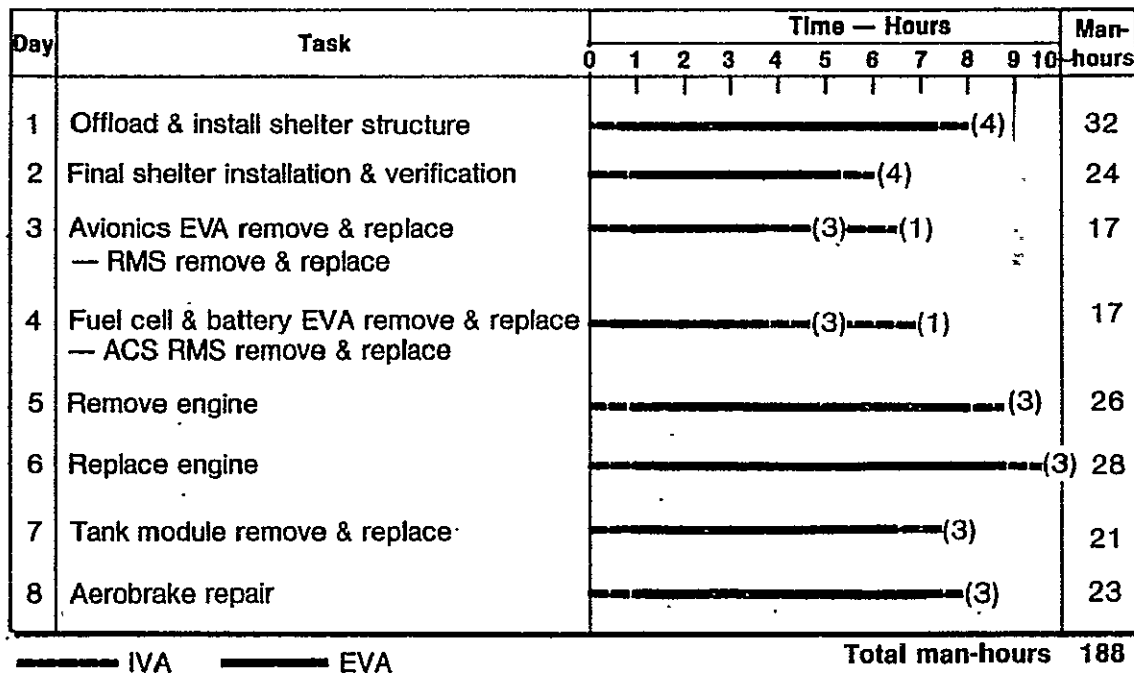 Day Task Time — Hours Man-hours
0 1 2 3 4 5 6 7 8 9 10
1 Offload & install shelter structure (4) 32
2 Final shelter installation & verification (4) 24
3 Avionics EVA remove & replace (3) (1) 17
— RMS remove & replace
4 Fuel cell & battery EVA remove & replace (3) (1) 17
— ACS RMS remove & replace
5 Remove engine (3) 26
6 Replace engine (3) 28
7 Tank module remove & replace (3) 21
8 Aerobrake repair (3) 23
IVA EVA Total man-hours 188